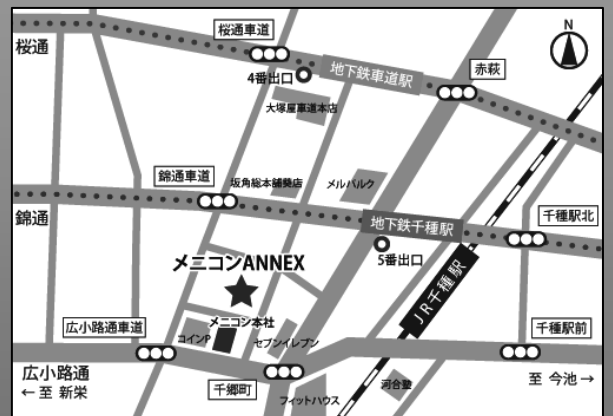 桜通車道
N
桜通
4番出口
地下鉄車道駅
赤萩
大塚屋車道本店
錦通車道
坂角総本舗葵店
メルパルク
錦通
地下鉄千種駅
千種駅北
5番出口
メニコンANNEX
JR千種駅
広小路通車道
コインP
メニコン本社
セブンイレブン
千種駅前
広小路通
←至 新栄
千郷町
フィットハウス
河合塾
至 今池→